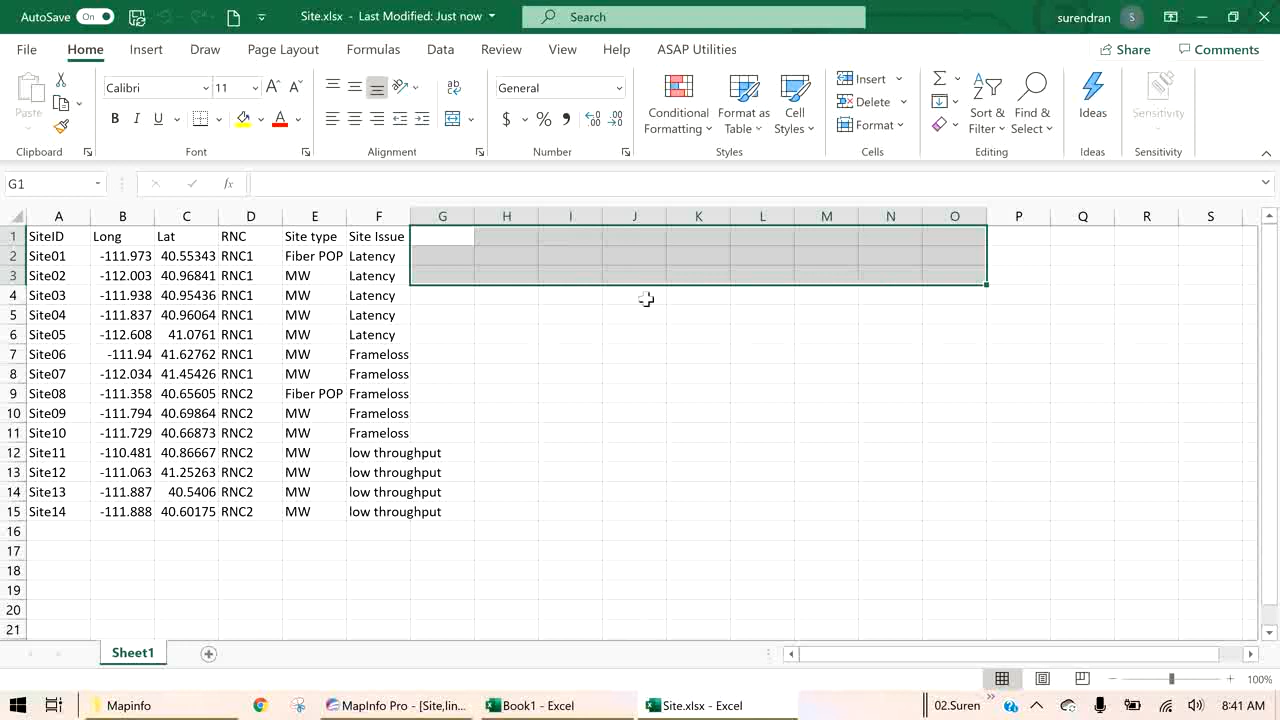 AutoSave On Site.xlsx - Last Modified: Just now Search surendran S
File Home Insert Draw Page Layout Formulas Data Review View Help ASAP Utilities Share Comments
Paste
Clipboard
Calibri 11
B I U A
Font
Alignment
General
$ % ,
Number
Conditional Formatting
Format as Table
Cell Styles
Styles
Insert
Delete
Format
Cells
Sort & Filter
Find & Select
Editing
Ideas
Ideas
Sensitivity
Sensitivity
G1 fx
A B C D E F G H I J K L M N O P Q R S
1 SiteID Long Lat RNC Site type Site Issue
2 Site01 -111.973 40.55343 RNC1 Fiber POP Latency
3 Site02 -112.003 40.96841 RNC1 MW Latency
4 Site03 -111.938 40.95436 RNC1 MW Latency
5 Site04 -111.837 40.96064 RNC1 MW Latency
6 Site05 -112.608 41.0761 RNC1 MW Latency
7 Site06 -111.94 41.62762 RNC1 MW Frameloss
8 Site07 -112.034 41.45426 RNC1 MW Frameloss
9 Site08 -111.358 40.65605 RNC2 Fiber POP Frameloss
10 Site09 -111.794 40.69864 RNC2 MW Frameloss
11 Site10 -111.729 40.66873 RNC2 MW Frameloss
12 Site11 -110.481 40.86667 RNC2 MW low throughput
13 Site12 -111.063 41.25263 RNC2 MW low throughput
14 Site13 -111.887 40.5406 RNC2 MW low throughput
15 Site14 -111.888 40.60175 RNC2 MW low throughput
16
17
18
19
20
21
Sheet1
100%
Mapinfo MapInfo Pro - [Site,lin... Book1 - Excel Site.xlsx - Excel 02.Suren 8:41 AM